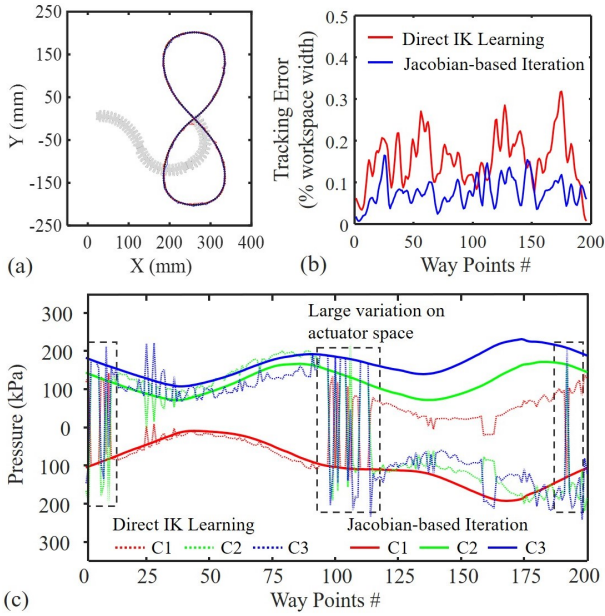 250
150
50
-50
-150
-250
Y (mm)
0
100
200
300
400
X (mm)
(a)
0.5
0.4
0.3
0.2
0.1
0
Tracking Error
(% workspace width)
Direct IK Learning
Jacobian-based Iteration
0
50
100
150
200
Way Points #
(b)
300
200
100
0
100
200
300
Pressure (kPa)
Large variation on
actuator space
Direct IK Learning
Jacobian-based Iteration
C1
C2
C3
C1
C2
C3
1
25
50
75
100
125
150
175
200
Way Points #
(c)